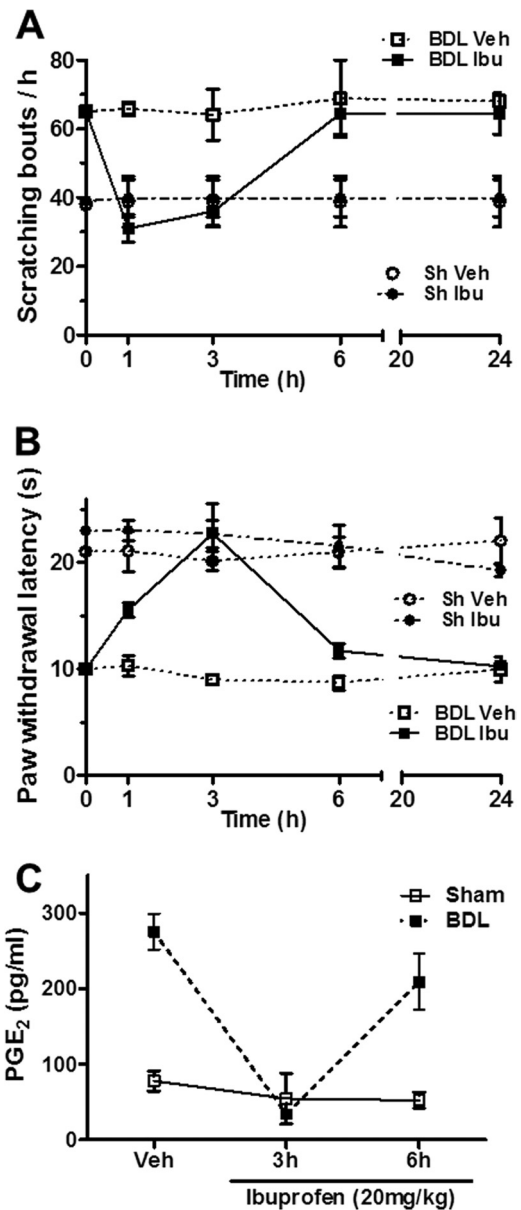 A
BDL Veh
BDL Ibu
Scratching bouts / h
80
60
40
20
0
Sh Veh
Sh Ibu
0 1 3 6 20 24
Time (h)
B
Paw withdrawal latency (s)
20
10
0
Sh Veh
Sh Ibu
BDL Veh
BDL Ibu
0 1 3 6 20 24
Time (h)
C
Sham
BDL
PGE2 (pg/ml)
300
200
100
0
Veh 3h 6h
Ibuprofen (20mg/kg)